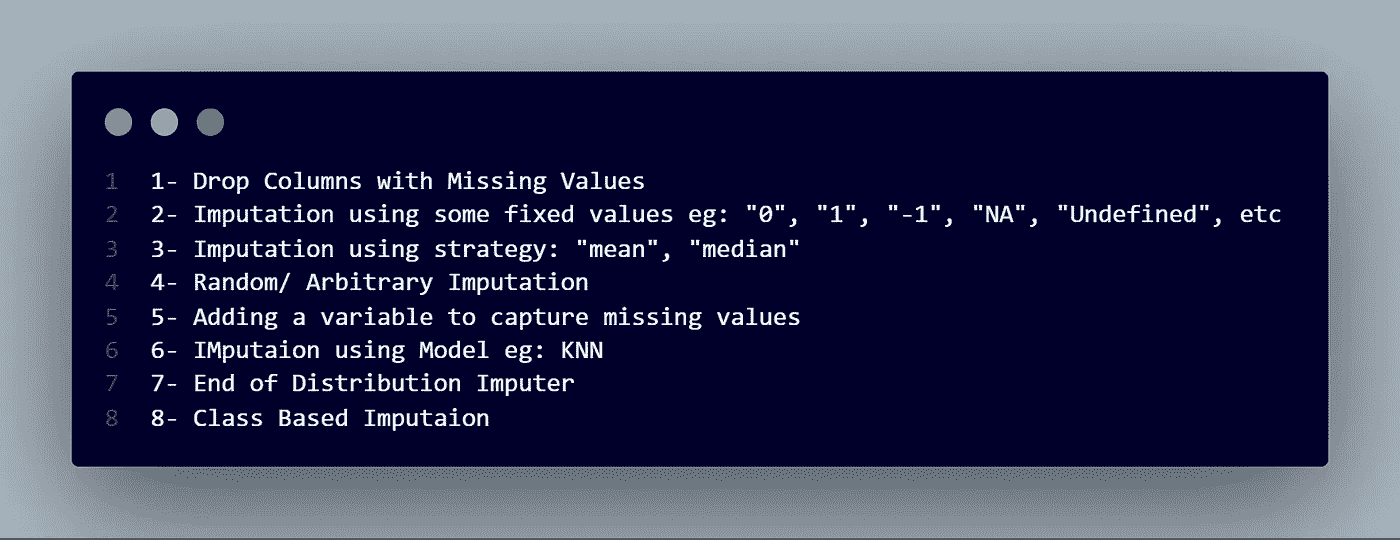 1 1- Drop Columns with Missing Values
2 2- Imputation using some fixed values eg: "0", "1", "-1", "NA", "Undefined", etc
3 3- Imputation using strategy: "mean", "median"
4 4- Random/ Arbitrary Imputation
5 5- Adding a variable to capture missing values
6 6- IMputaion using Model eg: KNN
7 7- End of Distribution Imputer
8 8- Class Based Imputaion